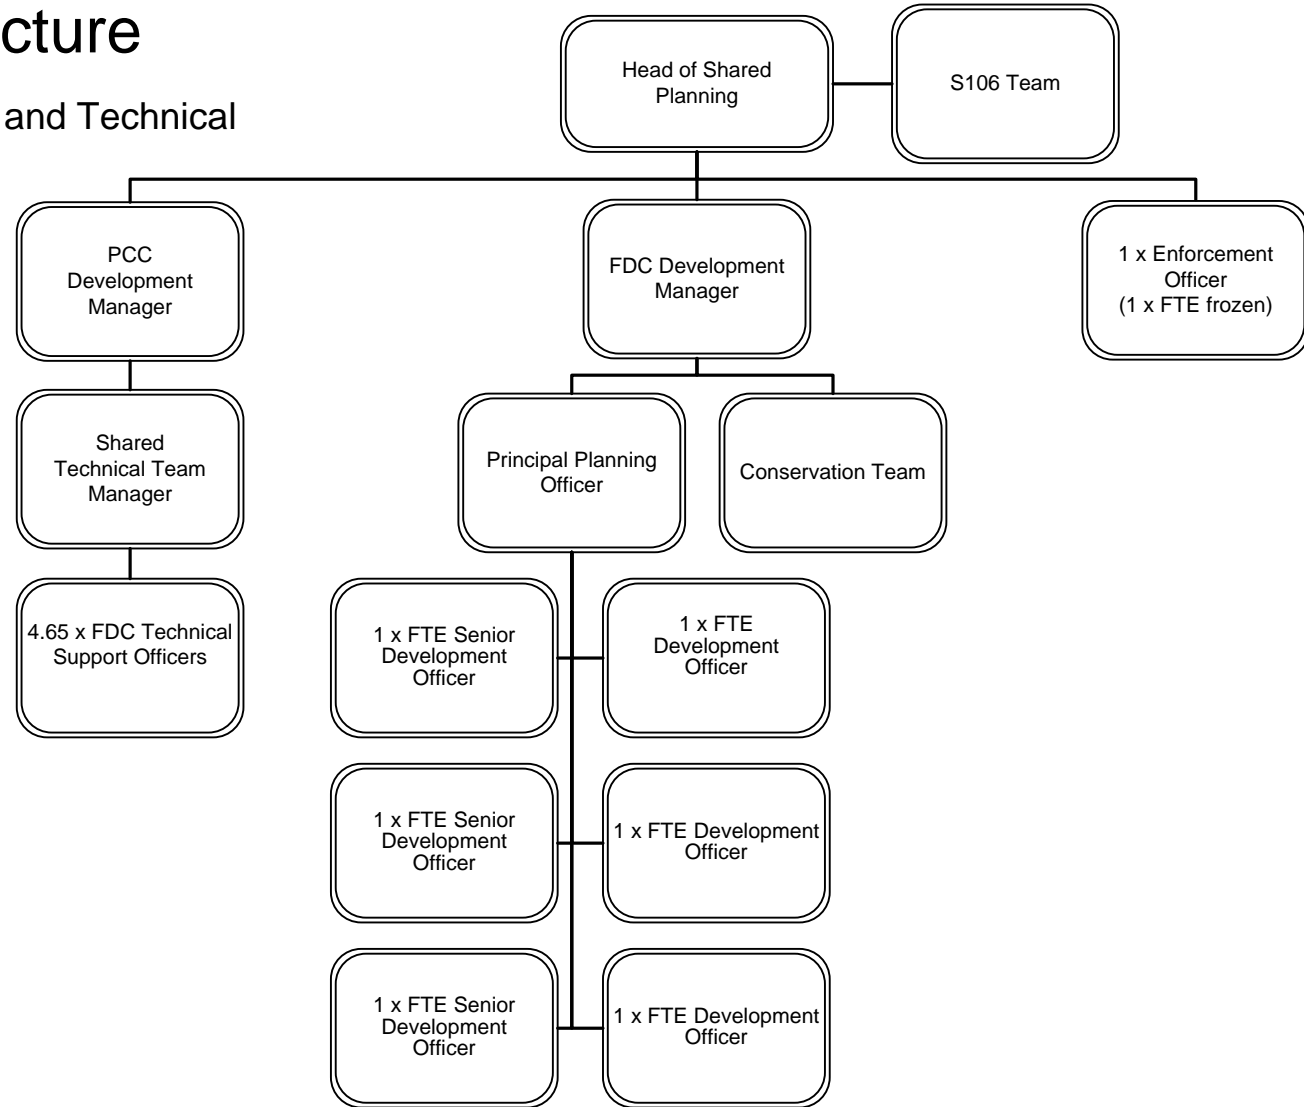 cture
and Technical
Head of Shared
Planning
S106 Team
PCC
Development
Manager
FDC Development
Manager
1 x Enforcement
Officer
(1 x FTE frozen)
Shared
Technical Team
Manager
Principal Planning
Officer
Conservation Team
4.65 x FDC Technical
Support Officers
1 x FTE Senior
Development
Officer
1 x FTE
Development
Officer
1 x FTE Senior
Development
Officer
1 x FTE Development
Officer
1 x FTE Senior
Development
Officer
1 x FTE Development
Officer